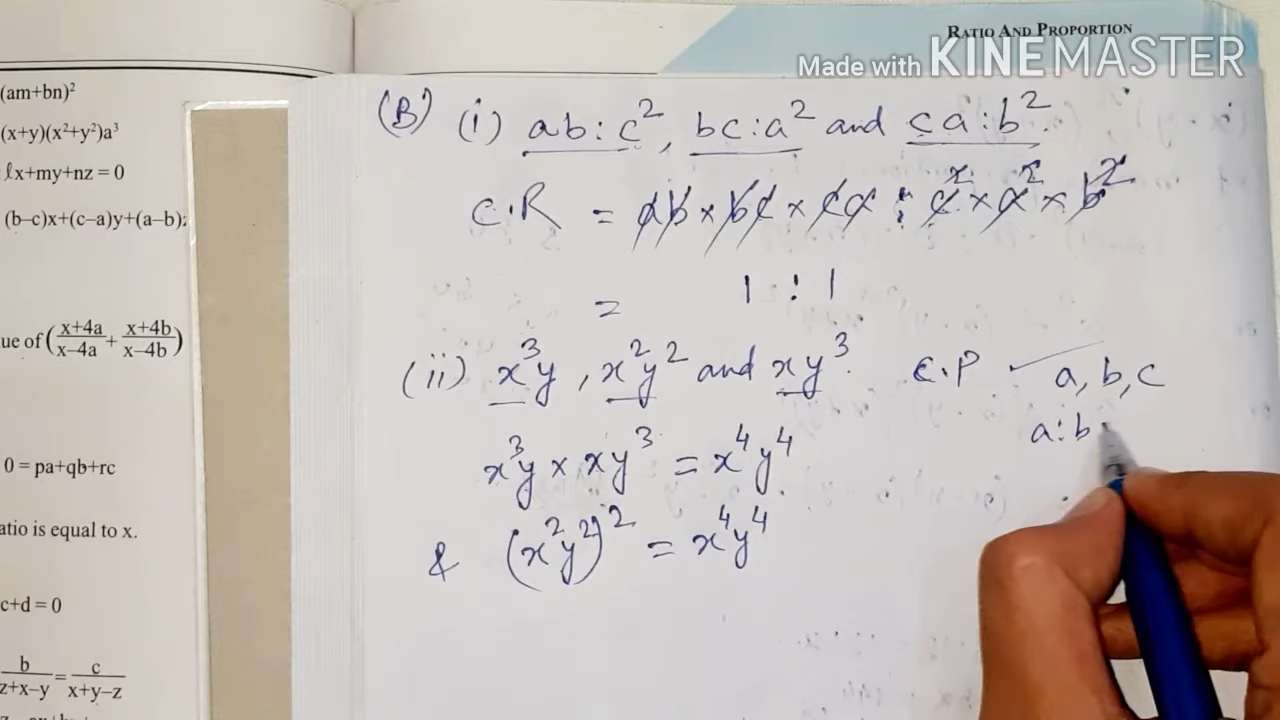 RATIO AND PROPORTION
Made with KINEMASTER
(am+bn)²
(x+y)(x²+y²)a³
ℓx+my+nz = 0
(b–c)x+(c–a)y+(a–b)z
ue of (x+4a/x–4a + x+4b/x–4b)
0 = pa+qb+rc
atio is equal to x.
c+d = 0
b/z+x–y = c/x+y–z
(B) (i) ab : c², bc : a² and ca : b².
C.R = ab × bc × ca : c² × a² × b²
= 1 : 1
(ii) x³y, x²y² and xy³. C.P a, b, c
a : b
x³y × xy³ = x⁴y⁴.
& (x²y²)² = x⁴y⁴